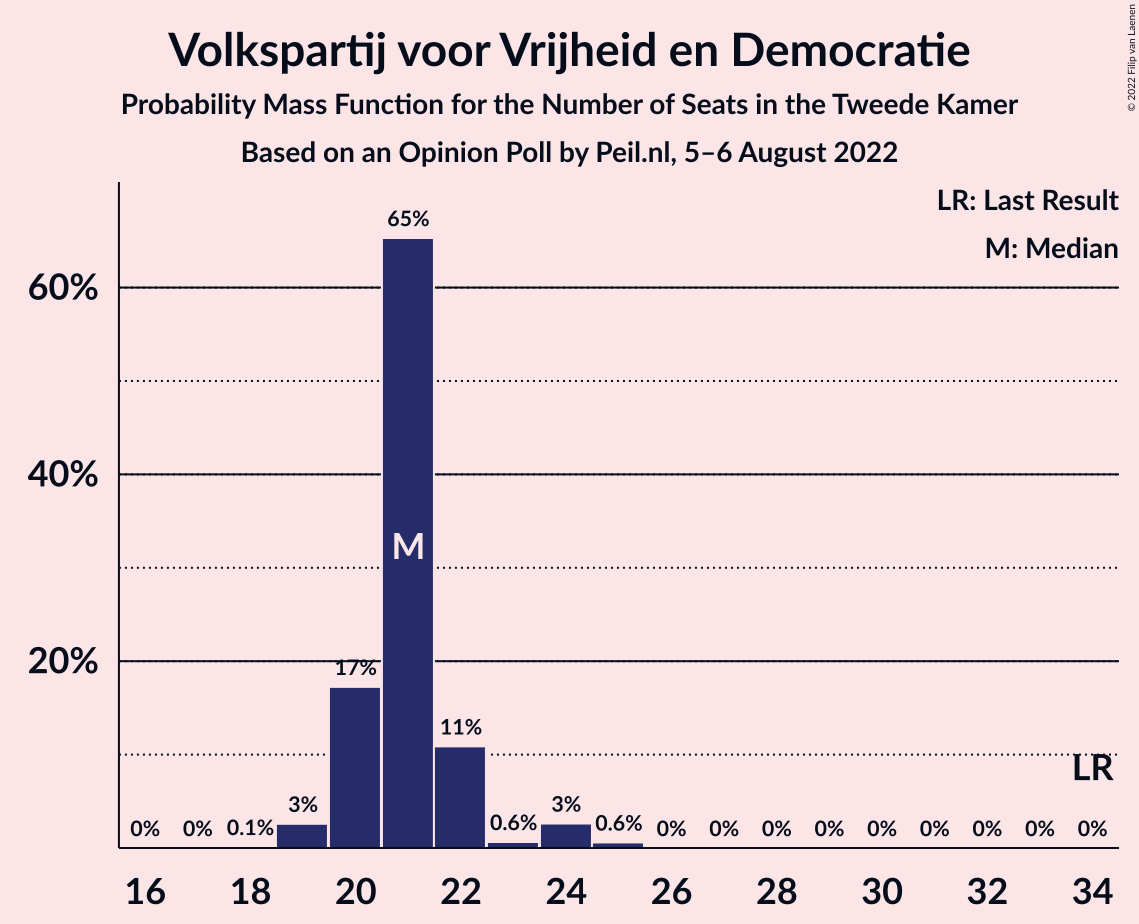 Volkspartij voor Vrijheid en Democratie
Probability Mass Function for the Number of Seats in the Tweede Kamer
Based on an Opinion Poll by Peil.nl, 5–6 August 2022
© 2022 Filip van Laenen
LR: Last Result
M: Median
60%
40%
20%
65%
M
17%
11%
LR
0% 0% 0.1% 3% 0.6% 3% 0.6% 0% 0% 0% 0% 0% 0% 0% 0% 0%
16 18 20 22 24 26 28 30 32 34